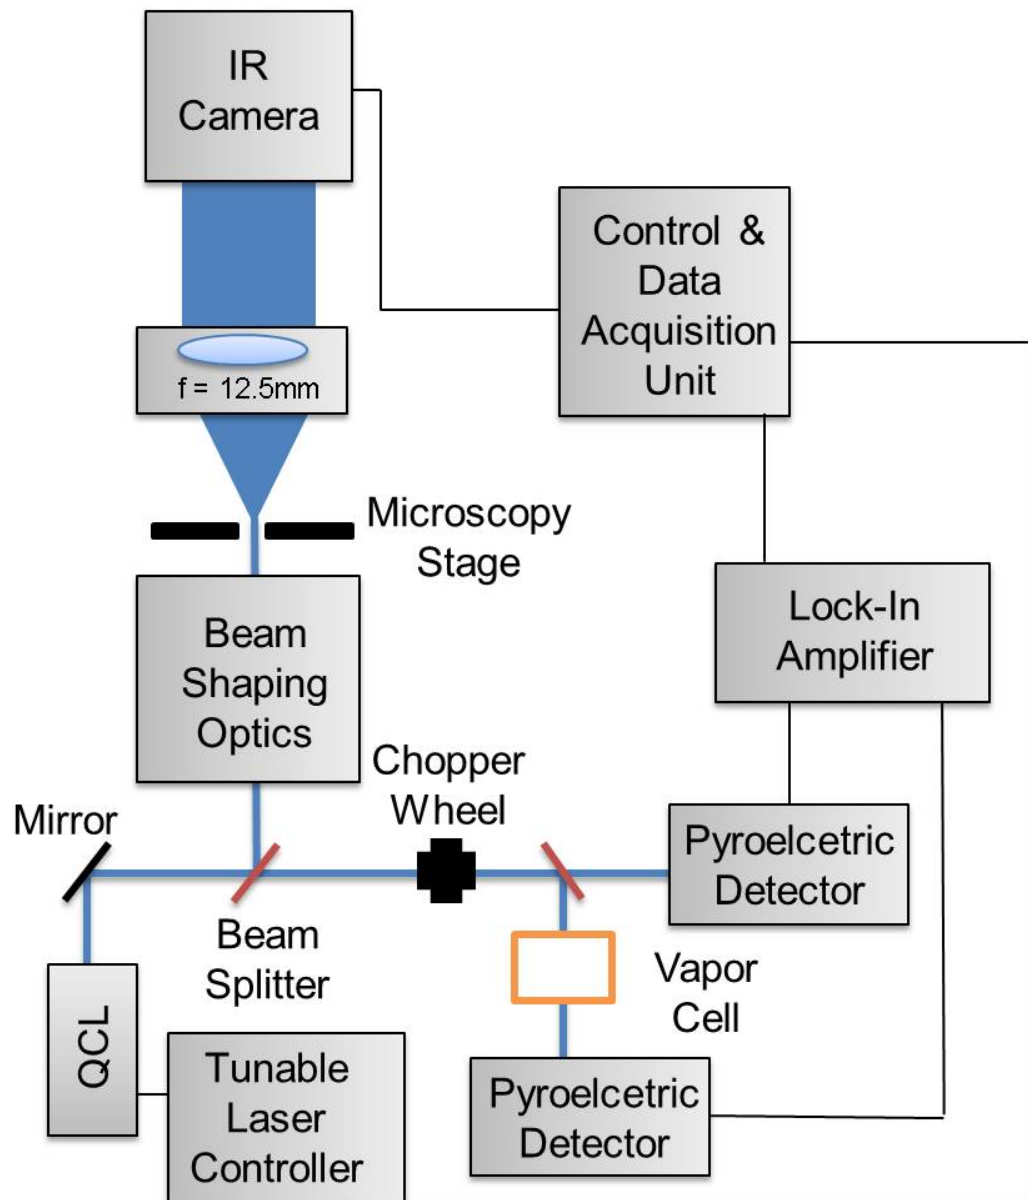 IR
Camera
Control &
Data
Acquisition
Unit
f = 12.5mm
Microscopy
Stage
Beam
Shaping
Optics
Lock-In
Amplifier
Chopper
Wheel
Mirror
Pyroelcetric
Detector
Beam
Splitter
Vapor
Cell
QCL
Tunable
Laser
Controller
Pyroelcetric
Detector